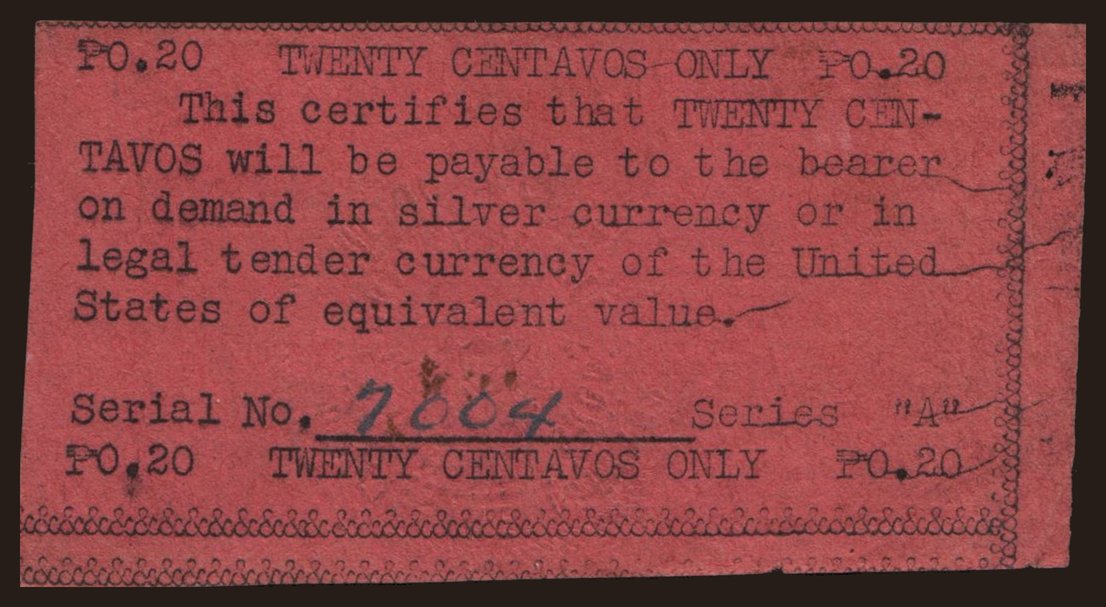 ₱0.20 TWENTY CENTAVOS ONLY ₱0.20
This certifies that TWENTY CEN-
TAVOS will be payable to the bearer
on demand in silver currency or in
legal tender currency of the United
States of equivalent value.
Serial No. 7004 Series "A"
₱0.20 TWENTY CENTAVOS ONLY ₱0.20